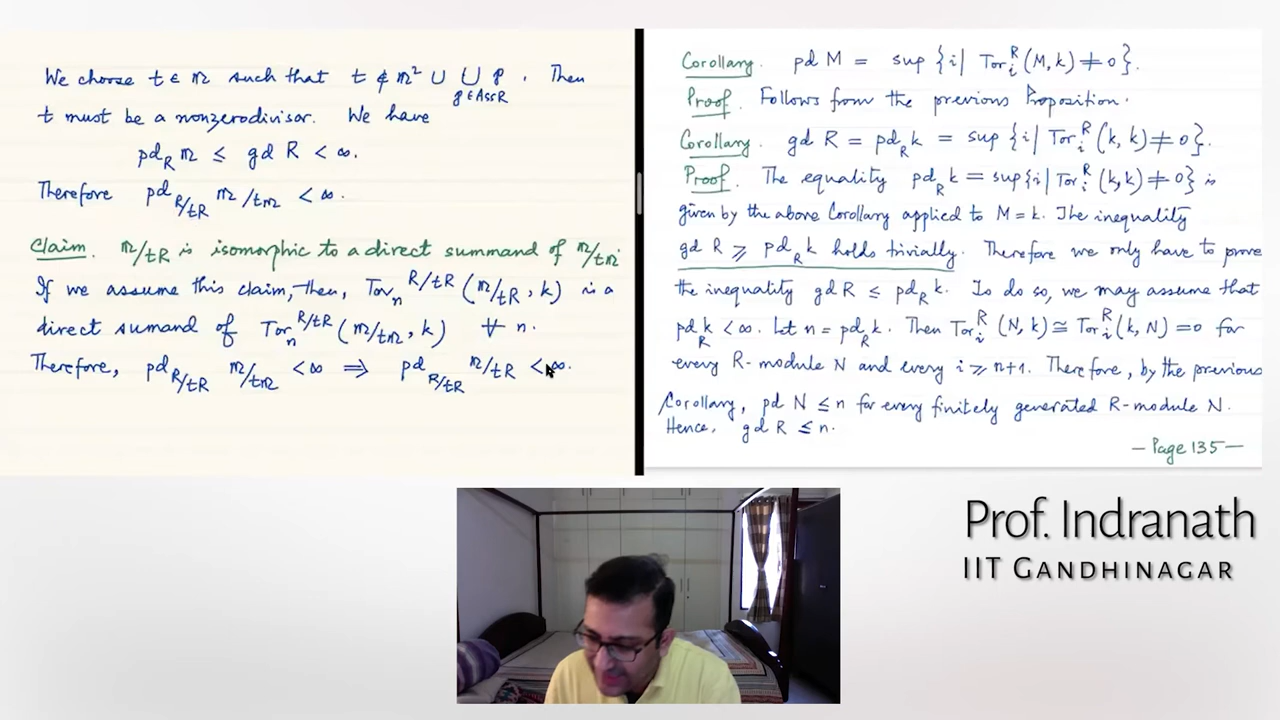 We choose t ∈ m such that t ∉ m² ∪ ⋃ p . Then
p ∈ Ass R
t must be a nonzerodivisor. We have
pd_R m ≤ gd R < ∞.
Therefore pd_{R/tR} m/tm < ∞.
Claim. m/tR is isomorphic to a direct summand of m/tm.
If we assume this claim, then, Tor_n^{R/tR} (m/tR, k) is a
direct sumand of Tor_n^{R/tR} (m/tm, k) ∀ n.
Therefore, pd_{R/tR} m/tm < ∞ ⟹ pd_{R/tR} m/tR < ∞.
Corollary. pd M = sup {i| Tor_i^R (M, k) ≠ 0}.
Proof. Follows from the previous Proposition.
Corollary. gd R = pd_R k = sup {i| Tor_i^R (k, k) ≠ 0}.
Proof. The equality pd_R k = sup{i| Tor_i^R (k,k) ≠ 0} is
given by the above Corollary applied to M = k. The inequality
gd R ≥ pd_R k holds trivially. Therefore we only have to prove
the inequality gd R ≤ pd_R k. To do so, we may assume that
pd_R k < ∞. Let n = pd_R k. Then Tor_i^R (N, k) ≅ Tor_i^R (k, N) = 0 for
every R-module N and every i ≥ n+1. Therefore, by the previous
Corollary, pd N ≤ n for every finitely generated R-module N.
Hence, gd R ≤ n.
— Page 135 —
Prof. Indranath
IIT GANDHINAGAR